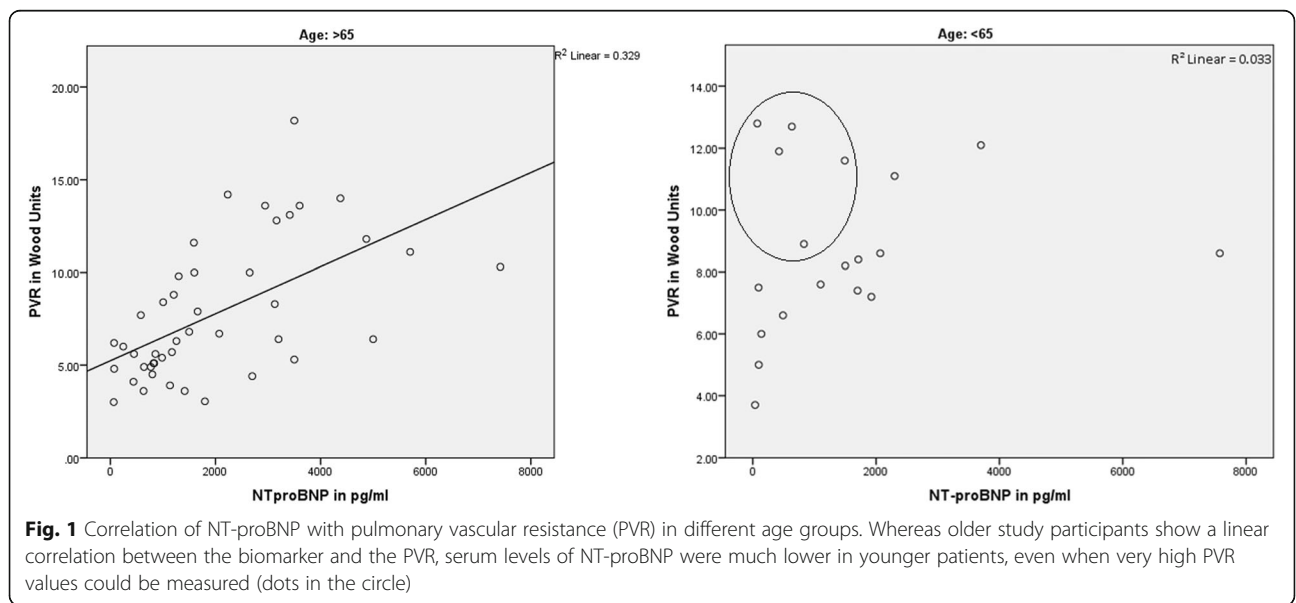 Age: >65
R² Linear = 0.329
20.00
15.00
10.00
5.00
.00
PVR in Wood Units
0 2000 4000 6000 8000
NTproBNP in pg/ml
Age: <65
R² Linear = 0.033
14.00
12.00
10.00
8.00
6.00
4.00
2.00
PVR in Wood Units
0 2000 4000 6000 8000
NT-proBNP in pg/ml
Fig. 1 Correlation of NT-proBNP with pulmonary vascular resistance (PVR) in different age groups. Whereas older study participants show a linear
correlation between the biomarker and the PVR, serum levels of NT-proBNP were much lower in younger patients, even when very high PVR
values could be measured (dots in the circle)